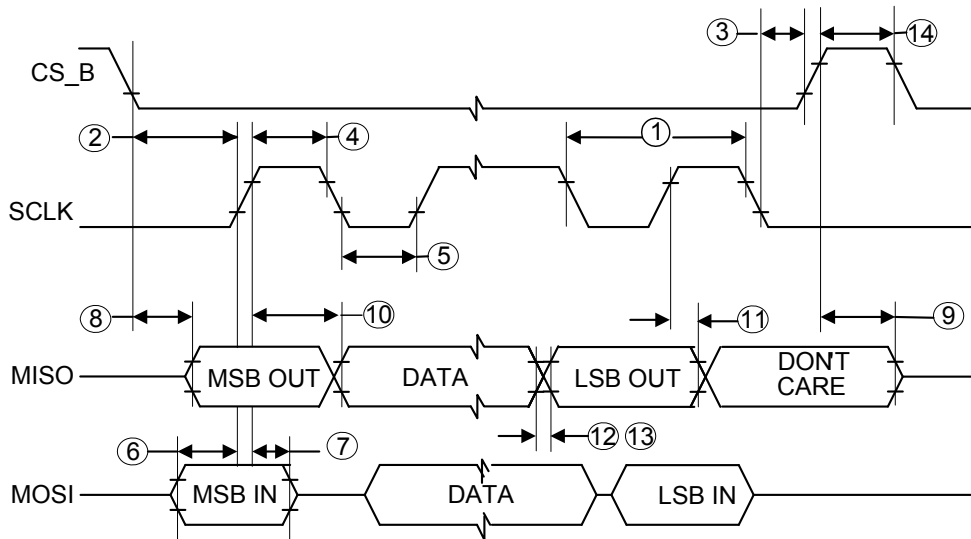 ③ ⑭
CS_B
② ④ ①
SCLK
⑤
⑧ ⑩ ⑪ ⑨
MISO MSB OUT DATA LSB OUT DON'T
CARE
⑥ ⑦ ⑫ ⑬
MOSI MSB IN DATA LSB IN